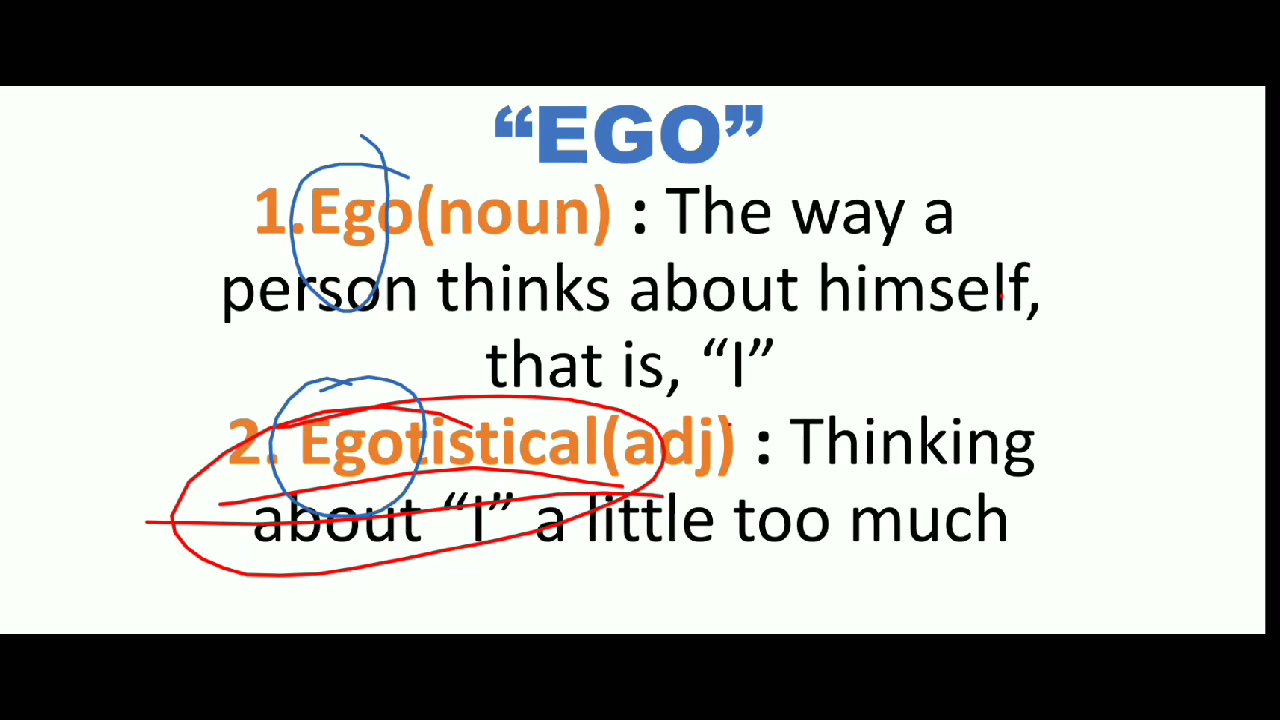 “EGO”
1.Ego(noun) : The way a
person thinks about himself,
that is, “I”
2. Egotistical(adj) : Thinking
about “I” a little too much